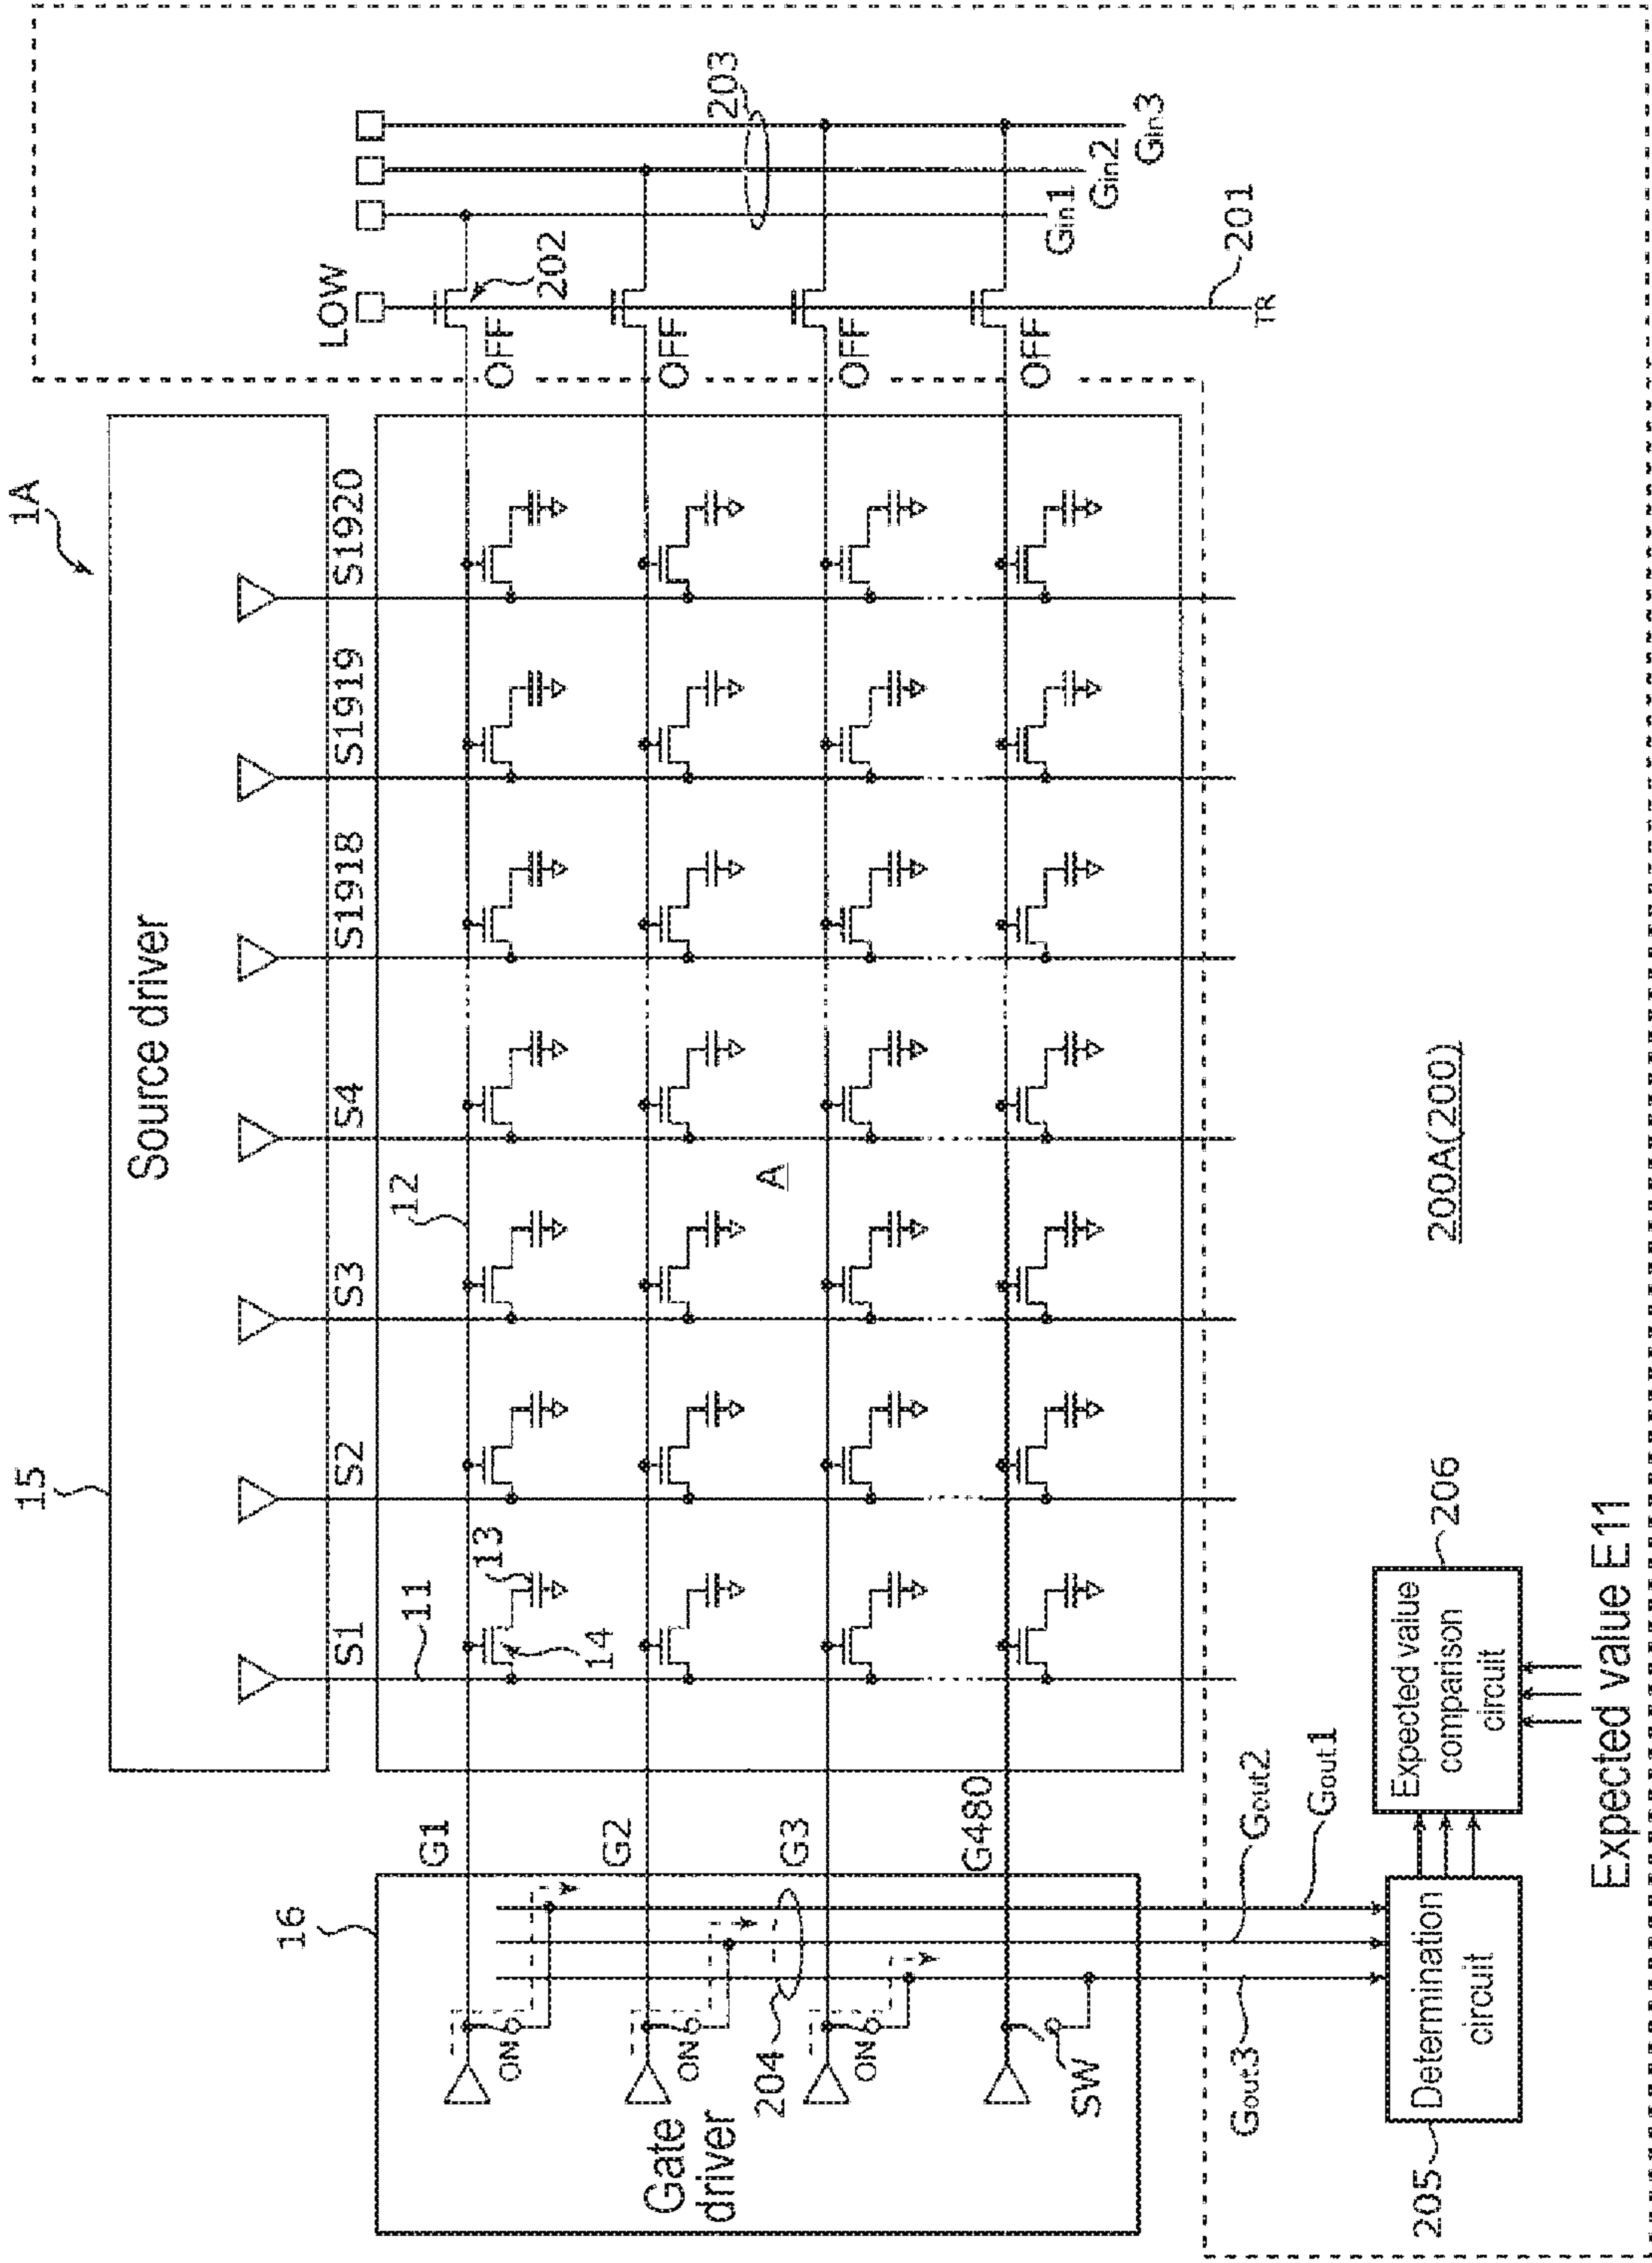 1A
15
Source driver
LOW
S1
S2
S3
S4
S1918
S1919
S1920
16
G1
11
12
13
14
OFF
202
203
ON
G2
OFF
ON
Gate
driver
204
A
G3
OFF
ON
Gin1
Gin2
Gin3
G480
OFF
SW
201
TR
Gout3
Gout2
Gout1
200A(200)
205
Determination
circuit
Expected value
comparison
circuit
206
Expected value E11